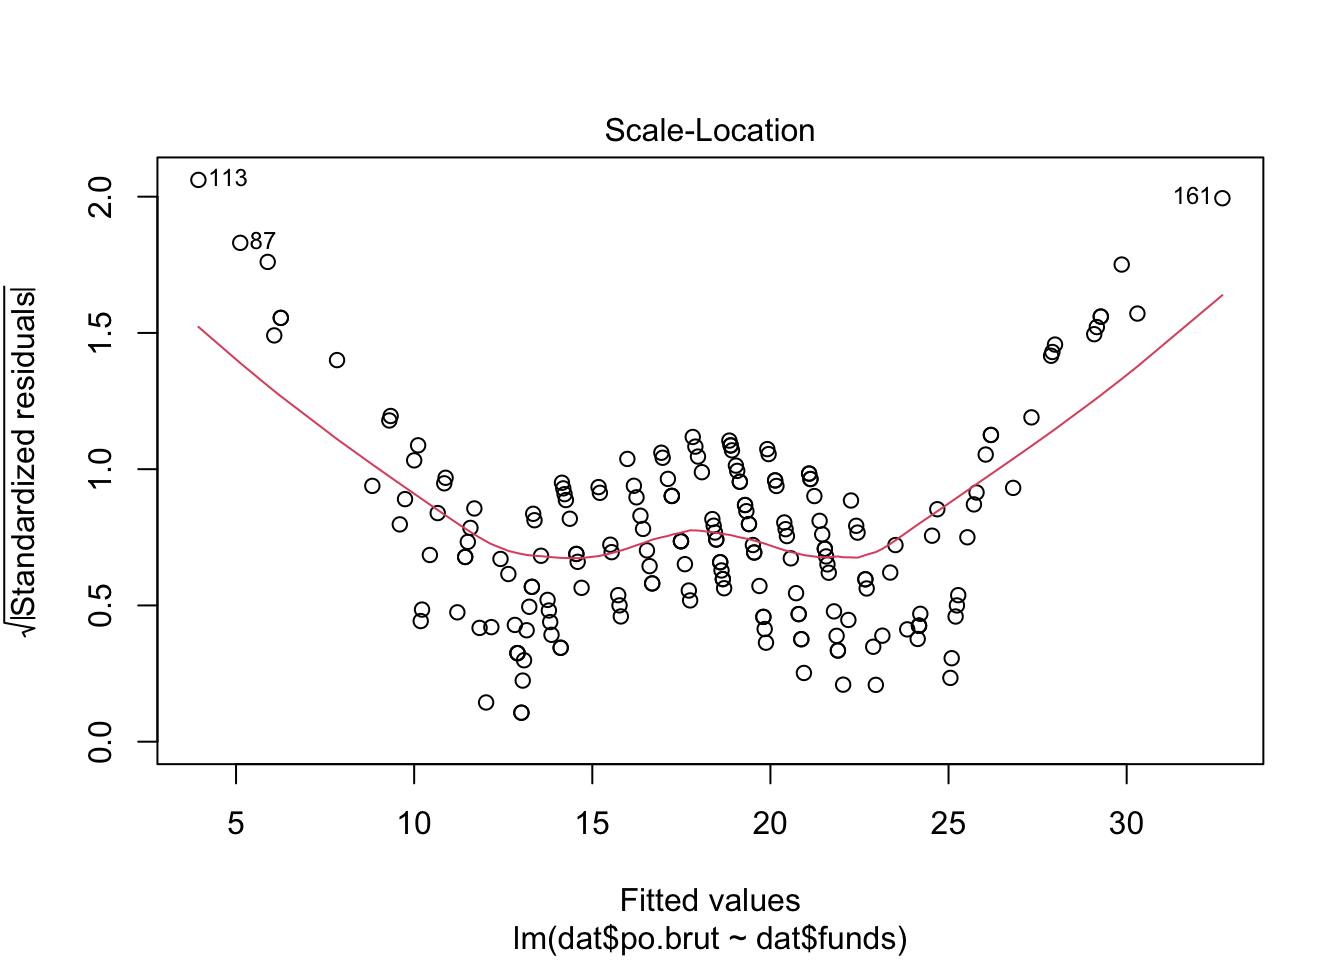 Scale-Location
√|Standardized residuals|
2.0
1.5
1.0
0.5
0.0
113
87
161
5 10 15 20 25 30
Fitted values
lm(dat$po.brut ~ dat$funds)